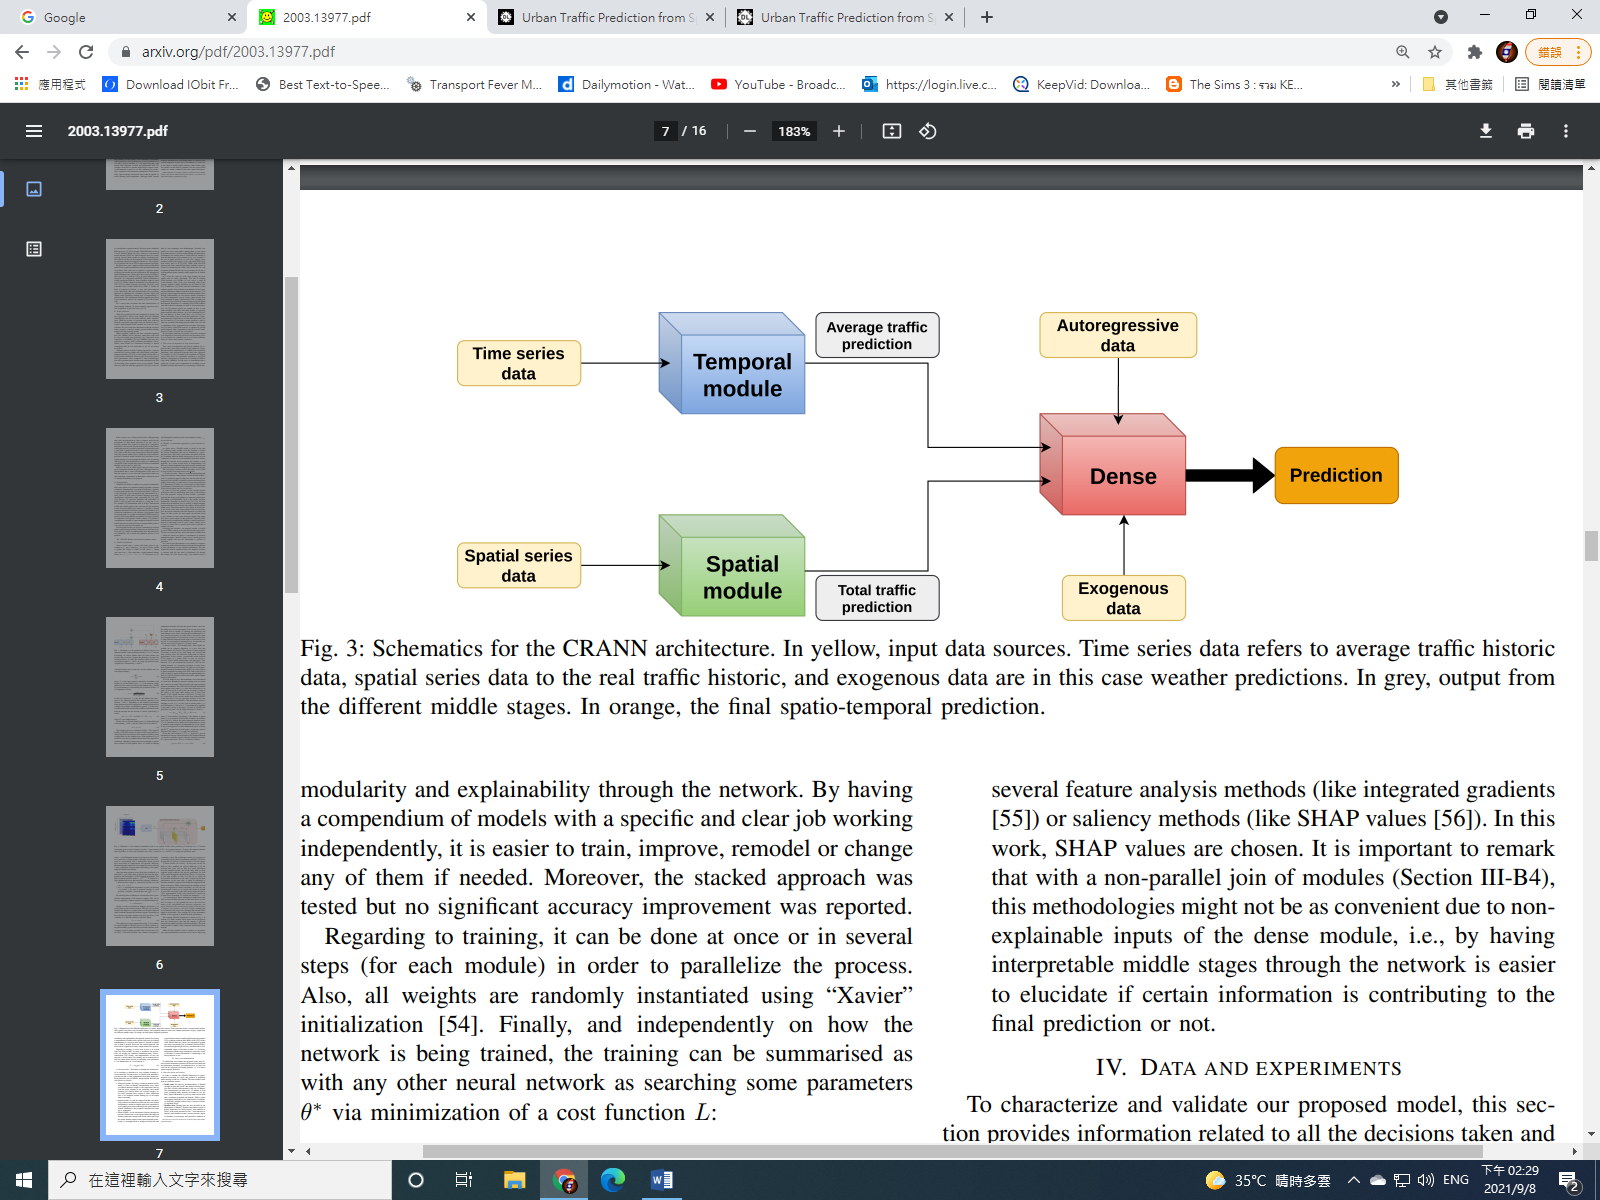 Google
2003.13977.pdf
Urban Traffic Prediction from S
Urban Traffic Prediction from S
arxiv.org/pdf/2003.13977.pdf
錯誤
應用程式
Download IObit Fr...
Best Text-to-Spee...
Transport Fever M...
Dailymotion - Wat...
YouTube - Broadc...
https://login.live.c...
KeepVid: Downloa...
The Sims 3 : รวม KE...
»
其他書籤
閱讀清單
2003.13977.pdf
7 / 16
183%
2
3
4
5
6
7
Time series
data
Temporal
module
Average traffic
prediction
Autoregressive
data
Dense
Prediction
Spatial series
data
Spatial
module
Total traffic
prediction
Exogenous
data
Fig. 3: Schematics for the CRANN architecture. In yellow, input data sources. Time series data refers to average traffic historic
data, spatial series data to the real traffic historic, and exogenous data are in this case weather predictions. In grey, output from
the different middle stages. In orange, the final spatio-temporal prediction.
modularity and explainability through the network. By having
a compendium of models with a specific and clear job working
independently, it is easier to train, improve, remodel or change
any of them if needed. Moreover, the stacked approach was
tested but no significant accuracy improvement was reported.
Regarding to training, it can be done at once or in several
steps (for each module) in order to parallelize the process.
Also, all weights are randomly instantiated using “Xavier”
initialization [54]. Finally, and independently on how the
network is being trained, the training can be summarised as
with any other neural network as searching some parameters
θ* via minimization of a cost function L:
several feature analysis methods (like integrated gradients
[55]) or saliency methods (like SHAP values [56]). In this
work, SHAP values are chosen. It is important to remark
that with a non-parallel join of modules (Section III-B4),
this methodologies might not be as convenient due to non-
explainable inputs of the dense module, i.e., by having
interpretable middle stages through the network is easier
to elucidate if certain information is contributing to the
final prediction or not.
IV. DATA AND EXPERIMENTS
To characterize and validate our proposed model, this sec-
tion provides information related to all the decisions taken and
在這裡輸入文字來搜尋
35°C 晴時多雲
ENG
下午 02:29
2021/9/8
2